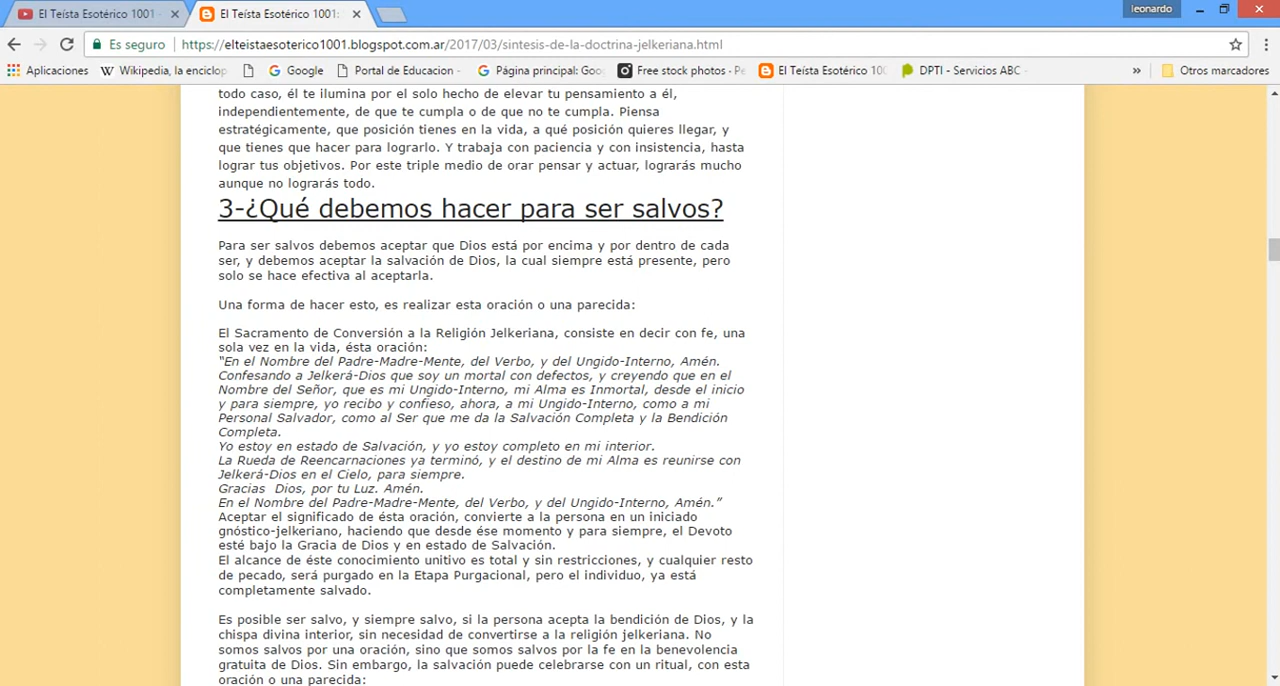 El Teísta Esotérico 1001 -
El Teísta Esotérico 1001:
leonardo
Es seguro
https://elteistaesoterico1001.blogspot.com.ar/2017/03/sintesis-de-la-doctrina-jelkeriana.html
Aplicaciones
Wikipedia, la enciclop
Google
Portal de Educacion -
Página principal: Goo
Free stock photos - Pe
El Teísta Esotérico 100
DPTI - Servicios ABC -
»
Otros marcadores
todo caso, él te ilumina por el solo hecho de elevar tu pensamiento a él,
independientemente, de que te cumpla o de que no te cumpla. Piensa
estratégicamente, que posición tienes en la vida, a qué posición quieres llegar, y
que tienes que hacer para lograrlo. Y trabaja con paciencia y con insistencia, hasta
lograr tus objetivos. Por este triple medio de orar pensar y actuar, lograrás mucho
aunque no lograrás todo.
3-¿Qué debemos hacer para ser salvos?
Para ser salvos debemos aceptar que Dios está por encima y por dentro de cada
ser, y debemos aceptar la salvación de Dios, la cual siempre está presente, pero
solo se hace efectiva al aceptarla.
Una forma de hacer esto, es realizar esta oración o una parecida:
El Sacramento de Conversión a la Religión Jelkeriana, consiste en decir con fe, una
sola vez en la vida, ésta oración:
“En el Nombre del Padre-Madre-Mente, del Verbo, y del Ungido-Interno, Amén.
Confesando a Jelkerá-Dios que soy un mortal con defectos, y creyendo que en el
Nombre del Señor, que es mi Ungido-Interno, mi Alma es Inmortal, desde el inicio
y para siempre, yo recibo y confieso, ahora, a mi Ungido-Interno, como a mi
Personal Salvador, como al Ser que me da la Salvación Completa y la Bendición
Completa.
Yo estoy en estado de Salvación, y yo estoy completo en mi interior.
La Rueda de Reencarnaciones ya terminó, y el destino de mi Alma es reunirse con
Jelkerá-Dios en el Cielo, para siempre.
Gracias  Dios, por tu Luz. Amén.
En el Nombre del Padre-Madre-Mente, del Verbo, y del Ungido-Interno, Amén.”
Aceptar el significado de ésta oración, convierte a la persona en un iniciado
gnóstico-jelkeriano, haciendo que desde ése momento y para siempre, el Devoto
esté bajo la Gracia de Dios y en estado de Salvación.
El alcance de éste conocimiento unitivo es total y sin restricciones, y cualquier resto
de pecado, será purgado en la Etapa Purgacional, pero el individuo, ya está
completamente salvado.
Es posible ser salvo, y siempre salvo, si la persona acepta la bendición de Dios, y la
chispa divina interior, sin necesidad de convertirse a la religión jelkeriana. No
somos salvos por una oración, sino que somos salvos por la fe en la benevolencia
gratuita de Dios. Sin embargo, la salvación puede celebrarse con un ritual, con esta
oración o una parecida: